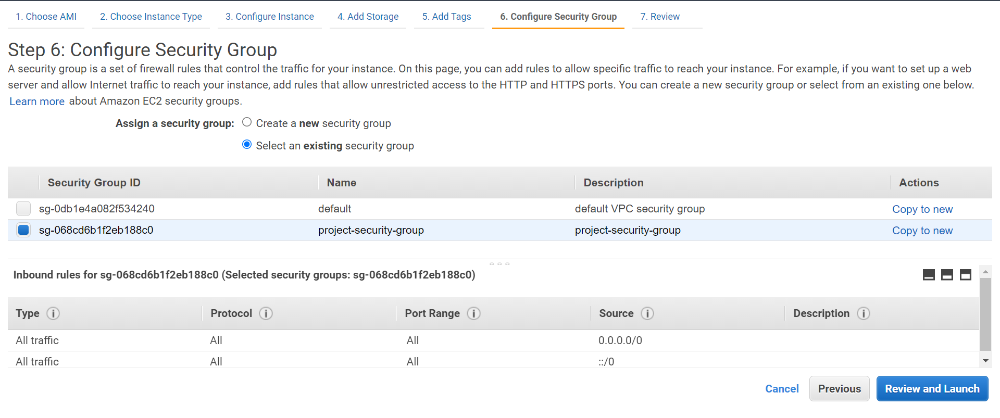 1. Choose AMI 2. Choose Instance Type 3. Configure Instance 4. Add Storage 5. Add Tags 6. Configure Security Group 7. Review
Step 6: Configure Security Group
A security group is a set of firewall rules that control the traffic for your instance. On this page, you can add rules to allow specific traffic to reach your instance. For example, if you want to set up a web
server and allow Internet traffic to reach your instance, add rules that allow unrestricted access to the HTTP and HTTPS ports. You can create a new security group or select from an existing one below.
Learn more about Amazon EC2 security groups.
Assign a security group: Create a new security group
Select an existing security group
Security Group ID Name Description Actions
sg-0db1e4a082f534240 default default VPC security group Copy to new
sg-068cd6b1f2eb188c0 project-security-group project-security-group Copy to new
Inbound rules for sg-068cd6b1f2eb188c0 (Selected security groups: sg-068cd6b1f2eb188c0)
Type Protocol Port Range Source Description
All traffic All All 0.0.0.0/0
All traffic All All ::/0
Cancel Previous Review and Launch